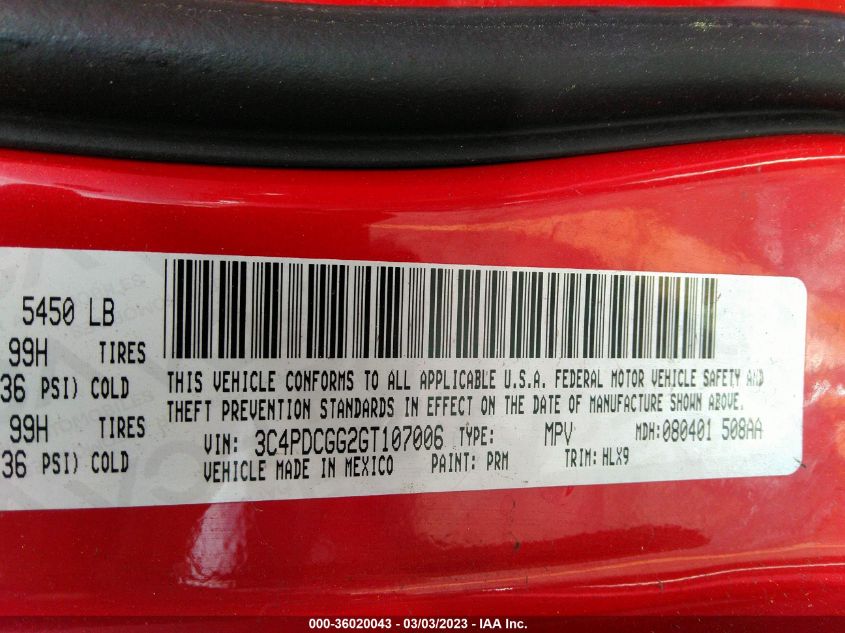 5450 LB
99H TIRES
36 PSI) COLD
99H TIRES
36 PSI) COLD
THIS VEHICLE CONFORMS TO ALL APPLICABLE U.S.A. FEDERAL MOTOR VEHICLE SAFETY AND
THEFT PREVENTION STANDARDS IN EFFECT ON THE DATE OF MANUFACTURE SHOWN ABOVE.
VIN: 3C4PDCGG2GT107006 TYPE: MPV MDH: 080401 508AA
VEHICLE MADE IN MEXICO PAINT: PRM TRIM: HLX9
000-36020043 - 03/03/2023 - IAA Inc.